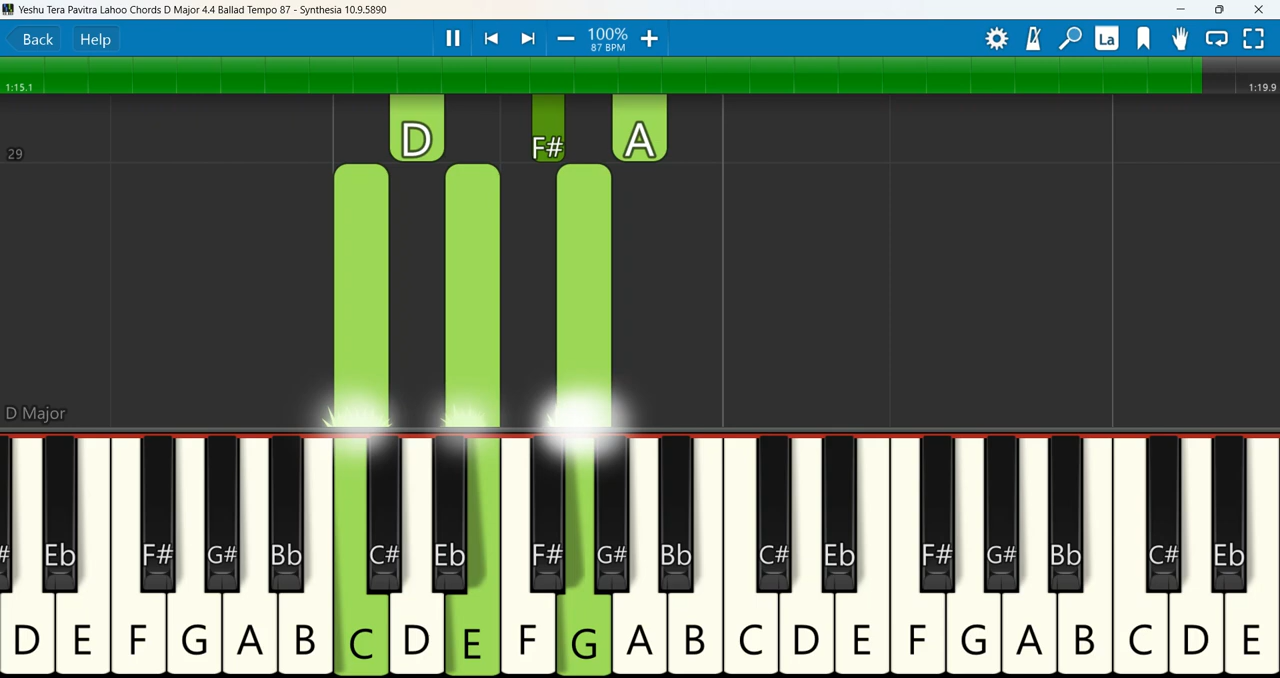 Yeshu Tera Pavitra Lahoo Chords D Major 4.4 Ballad Tempo 87 - Synthesia 10.9.5890
Back Help 100% La
87 BPM
1:15.1 1:19.9
D F# A
29
D Major
# Eb F# G# Bb C# Eb F# G# Bb C# Eb F# G# Bb C# Eb
D E F G A B C D E F G A B C D E F G A B C D E